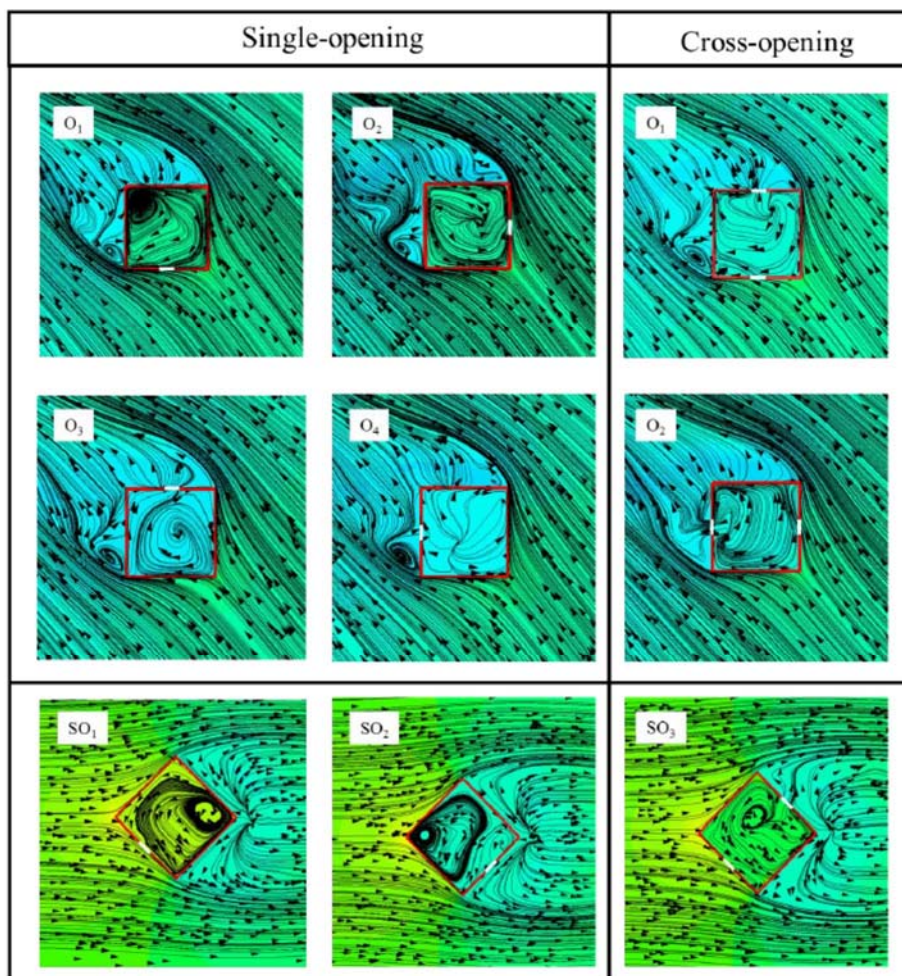 Single-opening
Cross-opening
O₁
O₂
O₁
O₃
O₄
O₂
SO₁
SO₂
SO₃